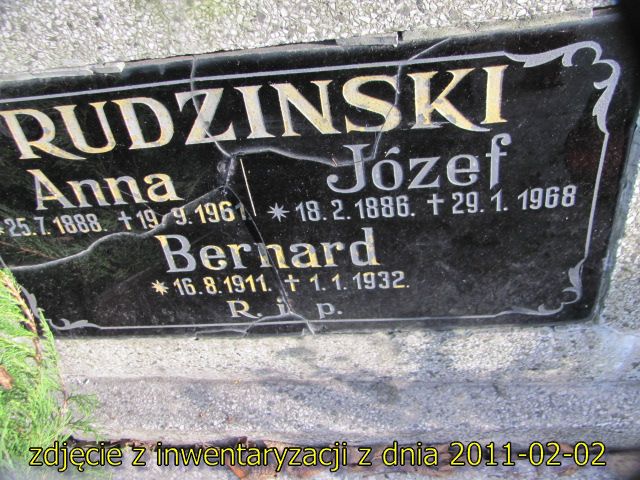 RUDZINSKI
Anna Józef
25.7.1888. + 19.9.1961 * 18.2.1886. + 29.1.1968
Bernard
* 16.8.1911. + 1.1.1932.
R. i. p.
zdjęcie z inwentaryzacji z dnia 2011-02-02